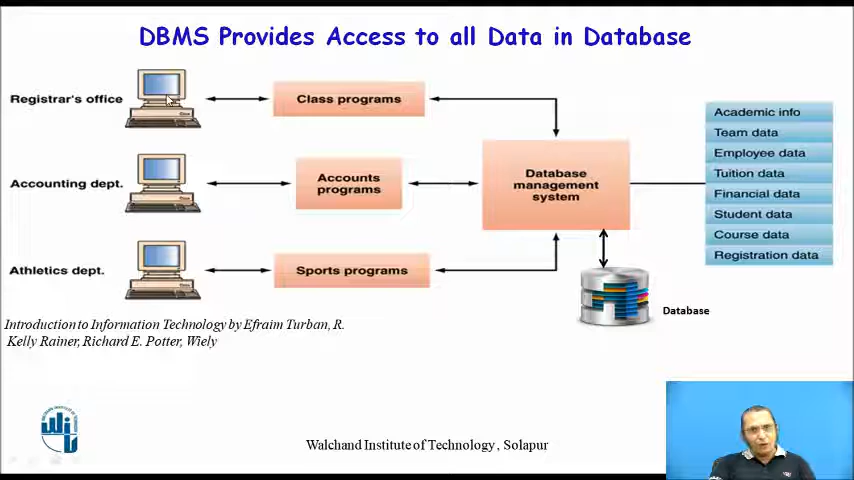 DBMS Provides Access to all Data in Database
Registrar's office
Class programs
Accounting dept.
Accounts
programs
Athletics dept.
Sports programs
Database
management
system
Academic info
Team data
Employee data
Tuition data
Financial data
Student data
Course data
Registration data
Database
Introduction to Information Technology by Efraim Turban, R.
Kelly Rainer, Richard E. Potter, Wiely
Walchand Institute of Technology , Solapur